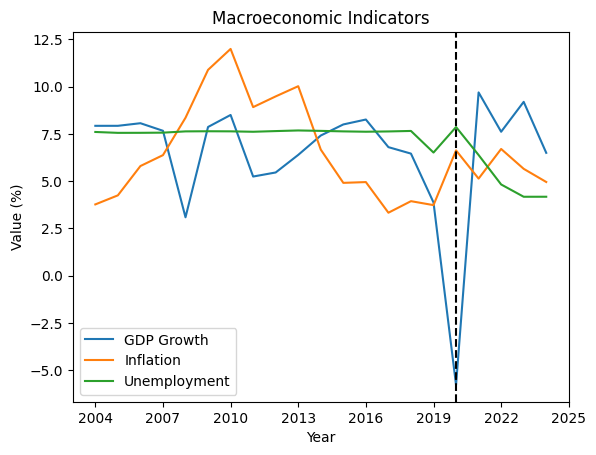 Macroeconomic Indicators
12.5
10.0
7.5
5.0
2.5
0.0
−2.5
−5.0
Value (%)
GDP Growth
Inflation
Unemployment
2004 2007 2010 2013 2016 2019 2022 2025
Year